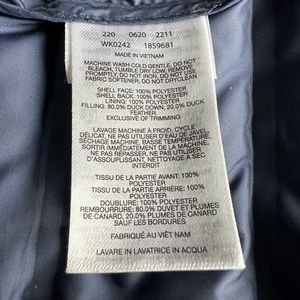 220 0620 2211
WK0242 1859681
MADE IN VIETNAM
MACHINE WASH COLD GENTLE, DO NOT
BLEACH, TUMBLE DRY LOW, REMOVE
PROMPTLY, DO NOT IRON, DO NOT USE
FABRIC SOFTENER, DO NOT DRYCLEAN
SHELL FACE: 100% POLYESTER
SHELL BACK: 100% POLYESTER
LINING: 100% POLYESTER
FILLING: 80.0% DUCK DOWN, 20.0% DUCK
FEATHER
EXCLUSIVE OF TRIMMING
LAVAGE MACHINE À FROID, CYCLE
DÉLICAT, NE PAS UTILISER D'EAU DE JAVEL,
SÉCHAGE MACHINE, BASSE TEMPÉRATURE
SORTIR IMMÉDIATEMENT DE LA MACHINE,
NE PAS REPASSER, NE PAS UTILISER
D'ASSOUPLISSANT, NETTOYAGE À SEC
INTERDIT
TISSU DE LA PARTIE AVANT: 100%
POLYESTER
TISSU DE LA PARTIE ARRIÈRE: 100%
POLYESTER
DOUBLURE: 100% POLYESTER
REMBOURRURE: 80.0% DUVET ET PLUMES
DE CANARD, 20.0% PLUMES DE CANARD
SAUF LES BORDURES
FABRIQUÉ AU VIÊT NAM
LAVARE IN LAVATRICE IN ACQUA